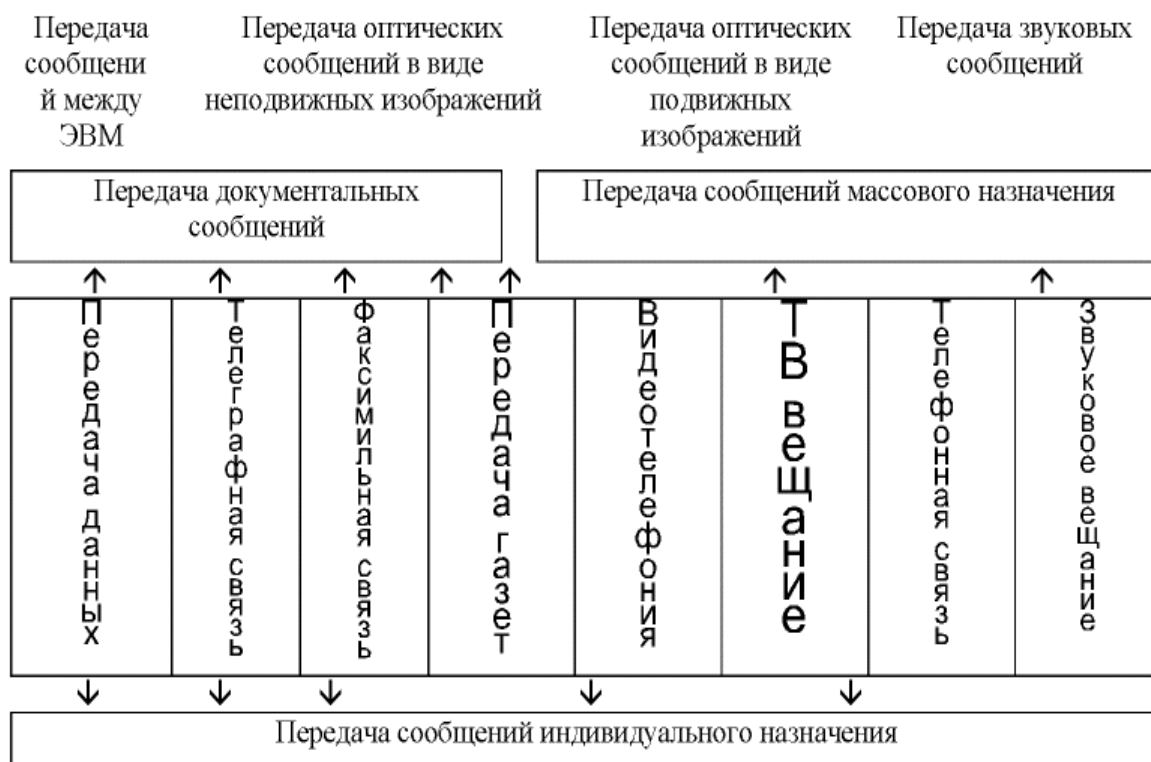 Передача
сообщени
й между
ЭВМ
Передача оптических
сообщений в виде
неподвижных изображений
Передача оптических
сообщений в виде
подвижных
изображений
Передача звуковых
сообщений
Передача документальных
сообщений
Передача сообщений массового назначения
Передача данных
Телеграфная связь
Факсимильная связь
Передача газет
Видеотелефония
ТВ вещание
Телефонная связь
Звуковое вещание
Передача сообщений индивидуального назначения